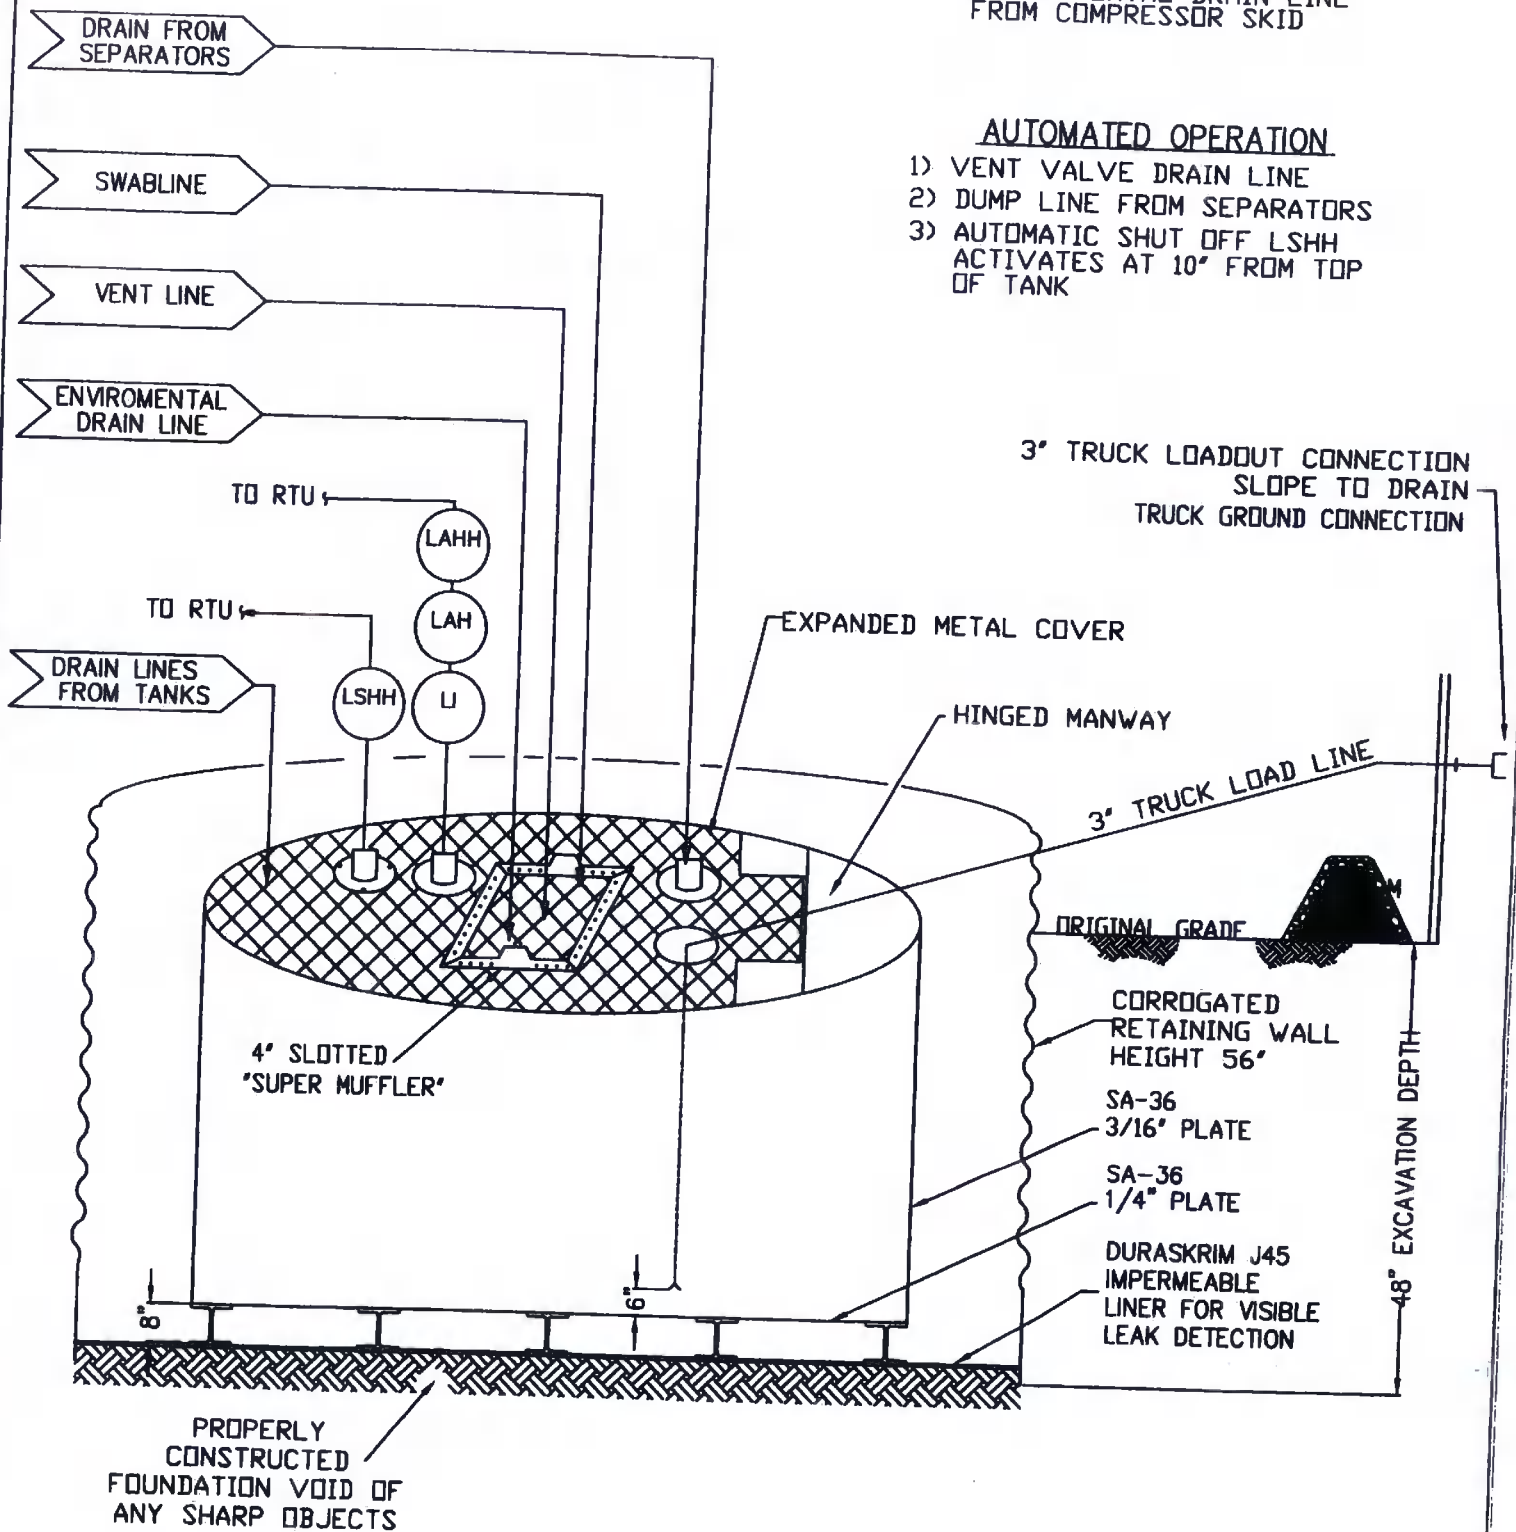 DRAIN LINE
FROM COMPRESSOR SKID
DRAIN FROM
SEPARATORS
AUTOMATED OPERATION
1) VENT VALVE DRAIN LINE
2) DUMP LINE FROM SEPARATORS
3) AUTOMATIC SHUT OFF LSHH
ACTIVATES AT 10" FROM TOP
OF TANK
SWABLINE
VENT LINE
ENVIROMENTAL
DRAIN LINE
3" TRUCK LOADOUT CONNECTION
SLOPE TO DRAIN
TRUCK GROUND CONNECTION
TO RTU
LAHH
TO RTU
LAH
EXPANDED METAL COVER
DRAIN LINES
FROM TANKS
LSHH
LI
HINGED MANWAY
3" TRUCK LOAD LINE
M
ORIGINAL GRADE
CORROGATED
RETAINING WALL
HEIGHT 56"
4" SLOTTED
"SUPER MUFFLER"
SA-36
3/16" PLATE
SA-36
1/4" PLATE
48" EXCAVATION DEPTH
DURASKRIM J45
IMPERMEABLE
LINER FOR VISIBLE
LEAK DETECTION
8"
6"
PROPERLY
CONSTRUCTED
FOUNDATION VOID OF
ANY SHARP OBJECTS